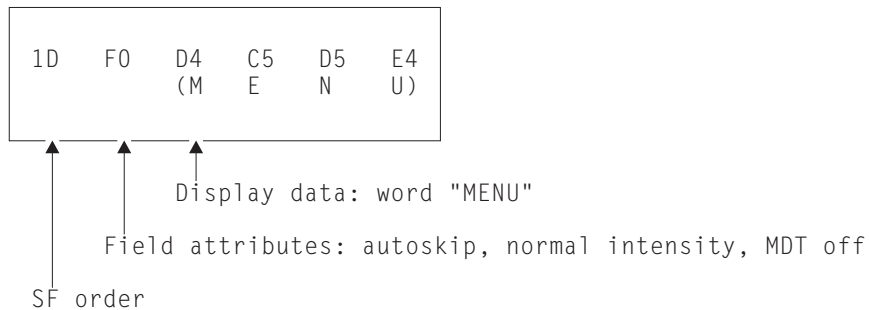 1D F0 D4 C5 D5 E4
(M E N U)
Display data: word "MENU"
Field attributes: autoskip, normal intensity, MDT off
SF order